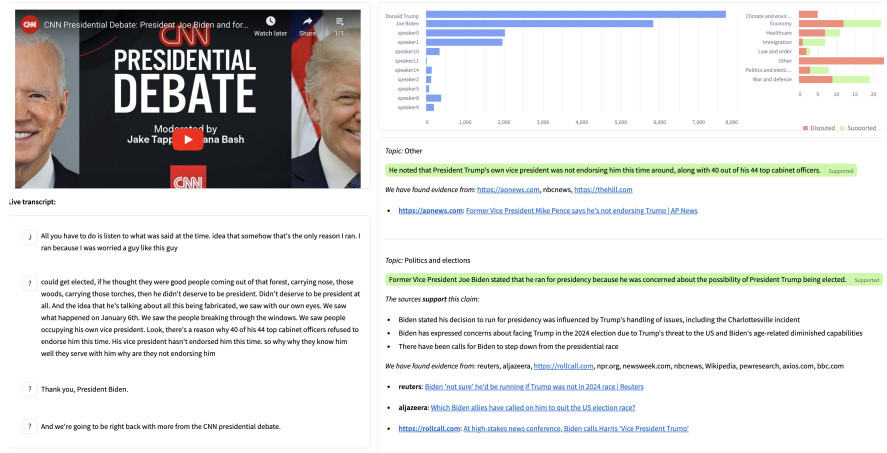 CNN Presidential Debate: President Joe Biden and for...
Watch later
Share
1/1
CNN
CNN
PRESIDENTIAL
DEBATE
Moderated by
Jake Tapp ana Bash
CNN
Live transcript:
J
All you have to do is listen to what was said at the time. idea that somehow that's the only reason I ran. I
ran because I was worried a guy like this guy
?
could get elected, if he thought they were good people coming out of that forest, carrying nose, those
woods, carrying those torches, then he didn't deserve to be president. Didn't deserve to be president at
all. And the idea that he's talking about all this being fabricated, we saw with our own eyes. We saw
what happened on January 6th. We saw the people breaking through the windows. We saw people
occupying his own vice president. Look, there's a reason why 40 of his 44 top cabinet officers refused to
endorse him this time. His vice president hasn't endorsed him this time. so why why they know him
well they serve with him why are they not endorsing him
?
Thank you, President Biden.
?
And we're going to be right back with more from the CNN presidential debate.
Donald Trump
Joe Biden
speaker0
speaker1
speaker10
speaker11
speaker14
speaker2
speaker5
speaker8
speaker9
0 1,000 2,000 3,000 4,000 5,000 6,000 7,000 8,000
Climate and envir...
Economy
Healthcare
Immigration
Law and order
Other
Politics and electi...
War and defense
0 5 10 15 20
Disputed Supported
Topic: Other
He noted that President Trump's own vice president was not endorsing him this time around, along with 40 out of his 44 top cabinet officers. Supported
We have found evidence from: https://apnews.com, nbcnews, https://thehill.com
• https://apnews.com: Former Vice President Mike Pence says he's not endorsing Trump | AP News
Topic: Politics and elections
Former Vice President Joe Biden stated that he ran for presidency because he was concerned about the possibility of President Trump being elected. Supported
The sources support this claim:
• Biden stated his decision to run for presidency was influenced by Trump's handling of issues, including the Charlottesville incident
• Biden has expressed concerns about facing Trump in the 2024 election due to Trump's threat to the US and Biden's age-related diminished capabilities
• There have been calls for Biden to step down from the presidential race
We have found evidence from: reuters, aljazeera, https://rollcall.com, npr.org, newsweek.com, nbcnews, Wikipedia, pewresearch, axios.com, bbc.com
• reuters: Biden 'not sure' he'd be running if Trump was not in 2024 race | Reuters
• aljazeera: Which Biden allies have called on him to quit the US election race?
• https://rollcall.com: At high-stakes news conference, Biden calls Harris 'Vice President Trump'